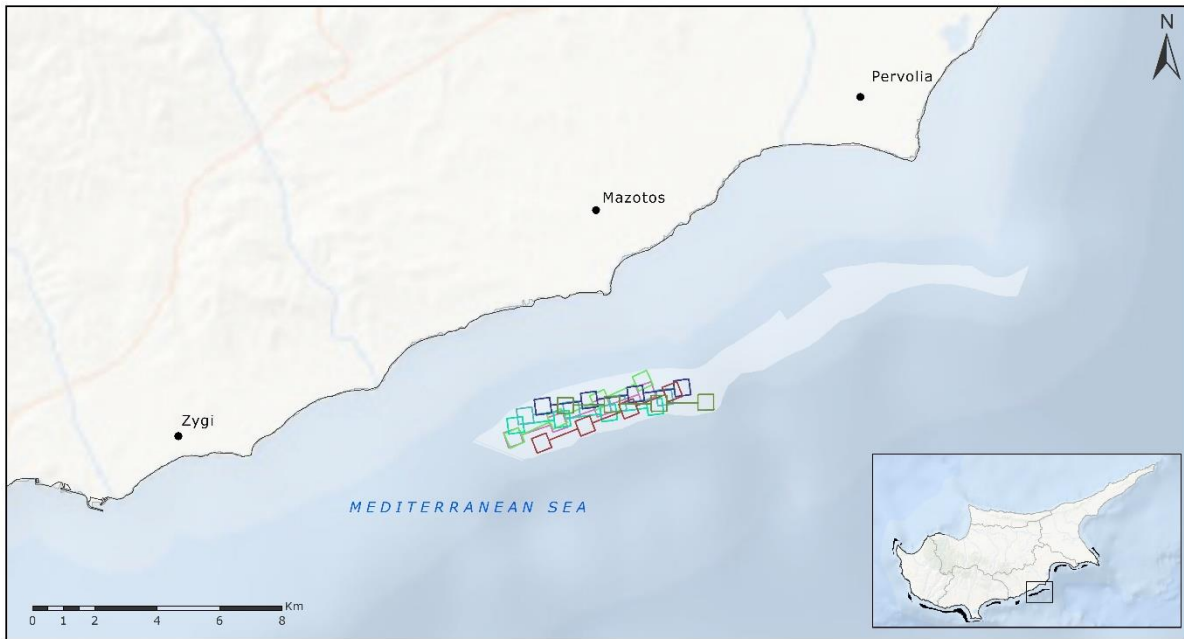 N
Pervolia
Mazotos
Zygi
MEDITERRANEAN SEA
0 1 2 4 6 8 Km